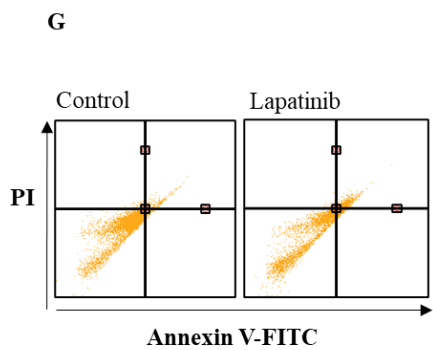 G
Control
Lapatinib
PI
Annexin V-FITC